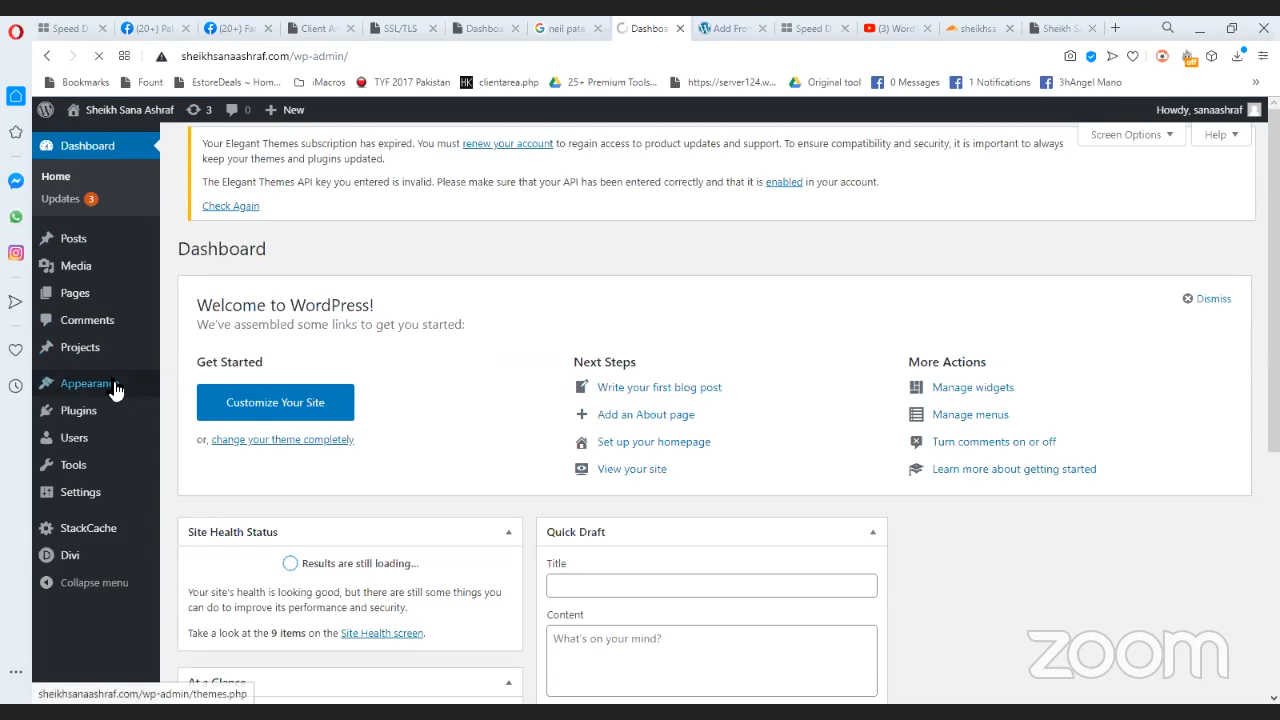 Speed D
(20+) Pa
(20+) Fa
Client A
SSL/TLS
Dashbo
neil pate
Dashbo
Add Fro
Speed D
(3) Word
sheikhsa
Sheikh Sa
sheikhsanaashraf.com/wp-admin/
off
Bookmarks
Fount
EstoreDeales ~ Hom...
iMacros
TYF 2017 Pakistan
HK
clientarea.php
25+ Premium Tools...
https://server124.w...
Original tool
0 Messages
1 Notifications
3hAngel Mano
»
Sheikh Sana Ashraf
3
0
New
Howdy, sanaashraf
Dashboard
Home
Updates 3
Posts
Media
Pages
Comments
Projects
Appearanc
Plugins
Users
Tools
Settings
StackCache
Divi
Collapse menu
Screen Options
Help
Your Elegant Themes subscription has expired. You must renew your account to regain access to product updates and support. To ensure compatibility and security, it is important to always
keep your themes and plugins updated.
The Elegant Themes API key you entered is invalid. Please make sure that your API has been entered correctly and that it is enabled in your account.
Check Again
Dashboard
Welcome to WordPress!
Dismiss
We've assembled some links to get you started:
Get Started
Customize Your Site
or, change your theme completely
Next Steps
Write your first blog post
Add an About page
Set up your homepage
View your site
More Actions
Manage widgets
Manage menus
Turn comments on or off
Learn more about getting started
Site Health Status
Results are still loading...
Your site's health is looking good, but there are still some things you
can do to improve its performance and security.
Take a look at the 9 items on the Site Health screen.
At a Glance
Quick Draft
Title
Content
What's on your mind?
zoom
sheikhsanaashraf.com/wp-admin/themes.php